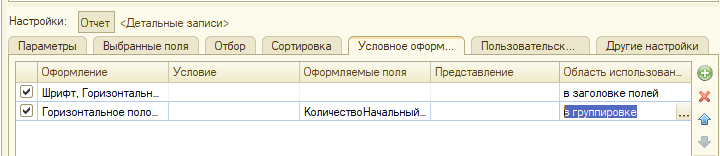 Настройки: Отчет <Детальные записи>
Параметры Выбранные поля Отбор Сортировка Условное оформ... Пользовательск... Другие настройки
Оформление Условие Оформляемые поля Представление Область использован...
Шрифт, Горизонтальн... в заголовке полей
Горизонтальное поло... КоличествоНачальный... в группировке ...